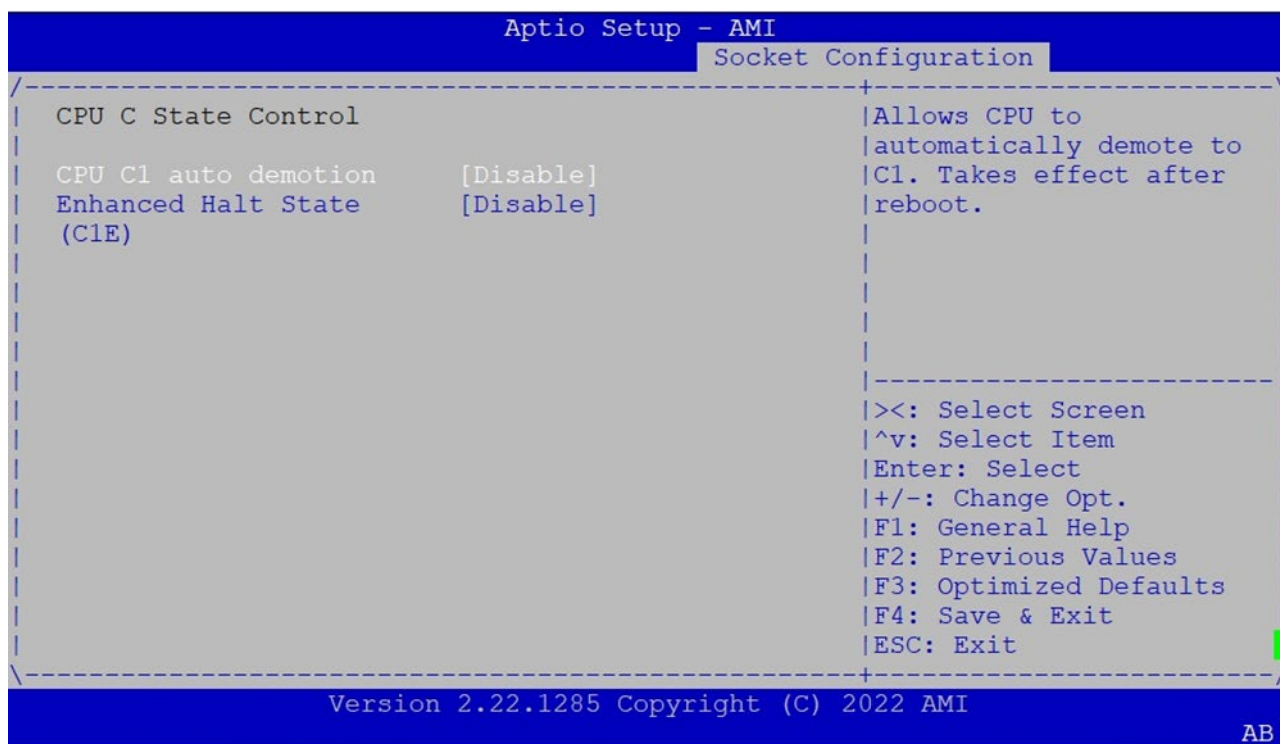 Aptio Setup - AMI
Socket Configuration
CPU C State Control
CPU C1 auto demotion [Disable]
Enhanced Halt State [Disable]
(C1E)
Allows CPU to
automatically demote to
C1. Takes effect after
reboot.
><: Select Screen
^v: Select Item
Enter: Select
+/-: Change Opt.
F1: General Help
F2: Previous Values
F3: Optimized Defaults
F4: Save & Exit
ESC: Exit
Version 2.22.1285 Copyright (C) 2022 AMI
AB